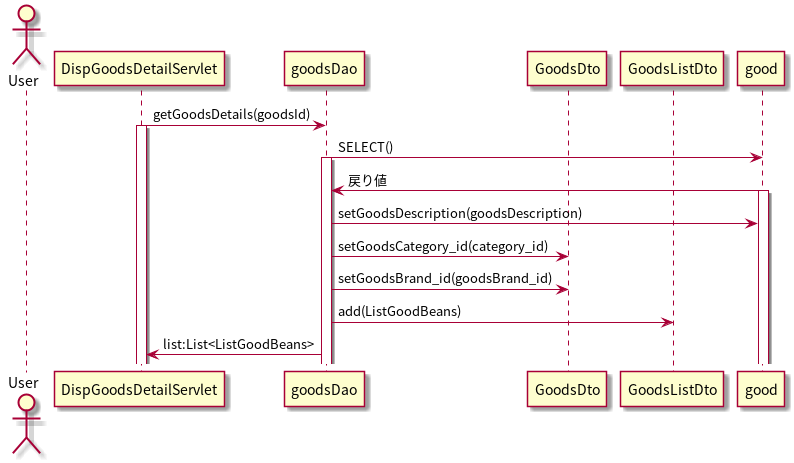 User
DispGoodsDetailServlet
goodsDao
GoodsDto
GoodsListDto
good
getGoodsDetails(goodsId)
SELECT()
戻り値
setGoodsDescription(goodsDescription)
setGoodsCategory_id(category_id)
setGoodsBrand_id(goodsBrand_id)
add(ListGoodBeans)
list:List<ListGoodBeans>
User
DispGoodsDetailServlet
goodsDao
GoodsDto
GoodsListDto
good